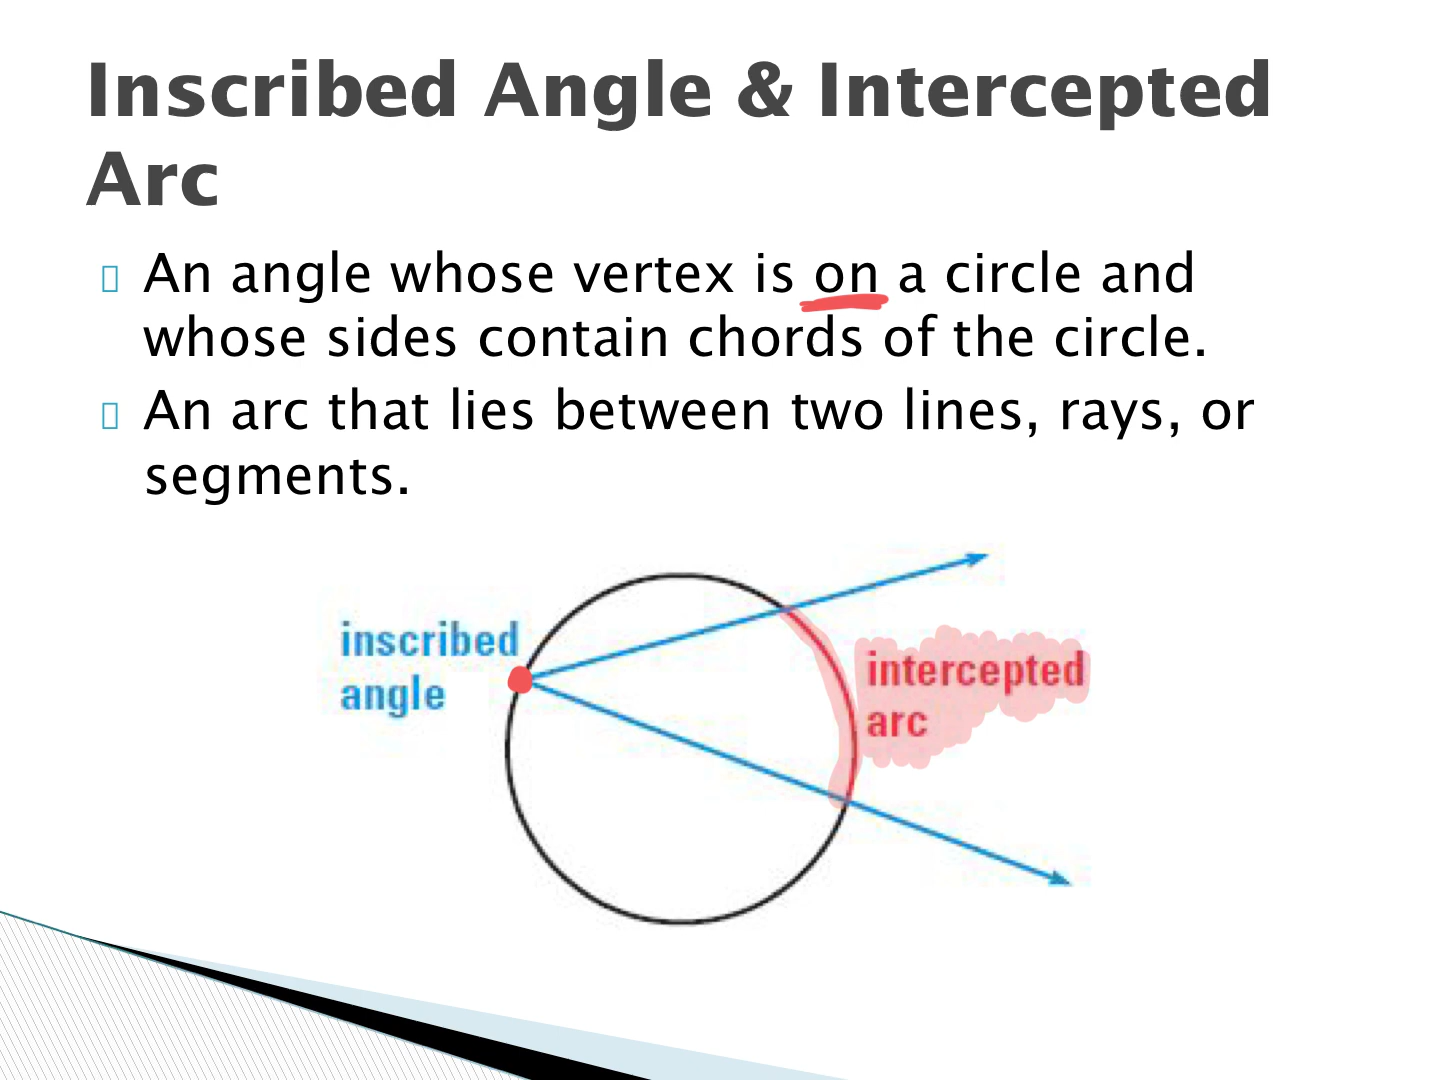 Inscribed Angle & Intercepted
Arc
An angle whose vertex is on a circle and
whose sides contain chords of the circle.
An arc that lies between two lines, rays, or
segments.
inscribed
angle
intercepted
arc